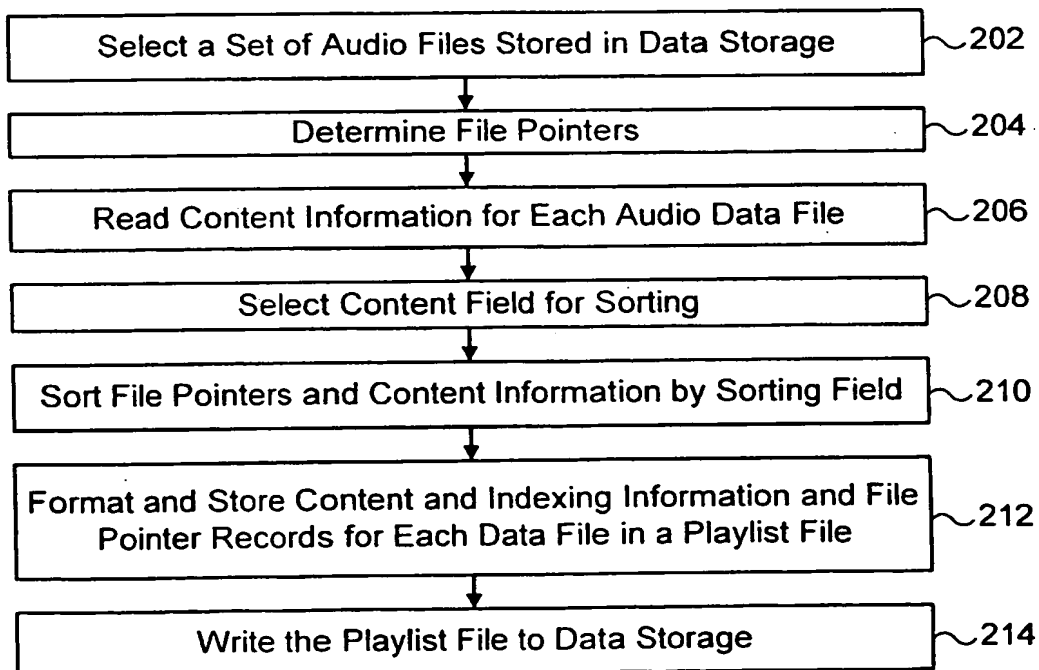 Select a Set of Audio Files Stored in Data Storage 202
Determine File Pointers 204
Read Content Information for Each Audio Data File 206
Select Content Field for Sorting 208
Sort File Pointers and Content Information by Sorting Field 210
Format and Store Content and Indexing Information and File
Pointer Records for Each Data File in a Playlist File 212
Write the Playlist File to Data Storage 214